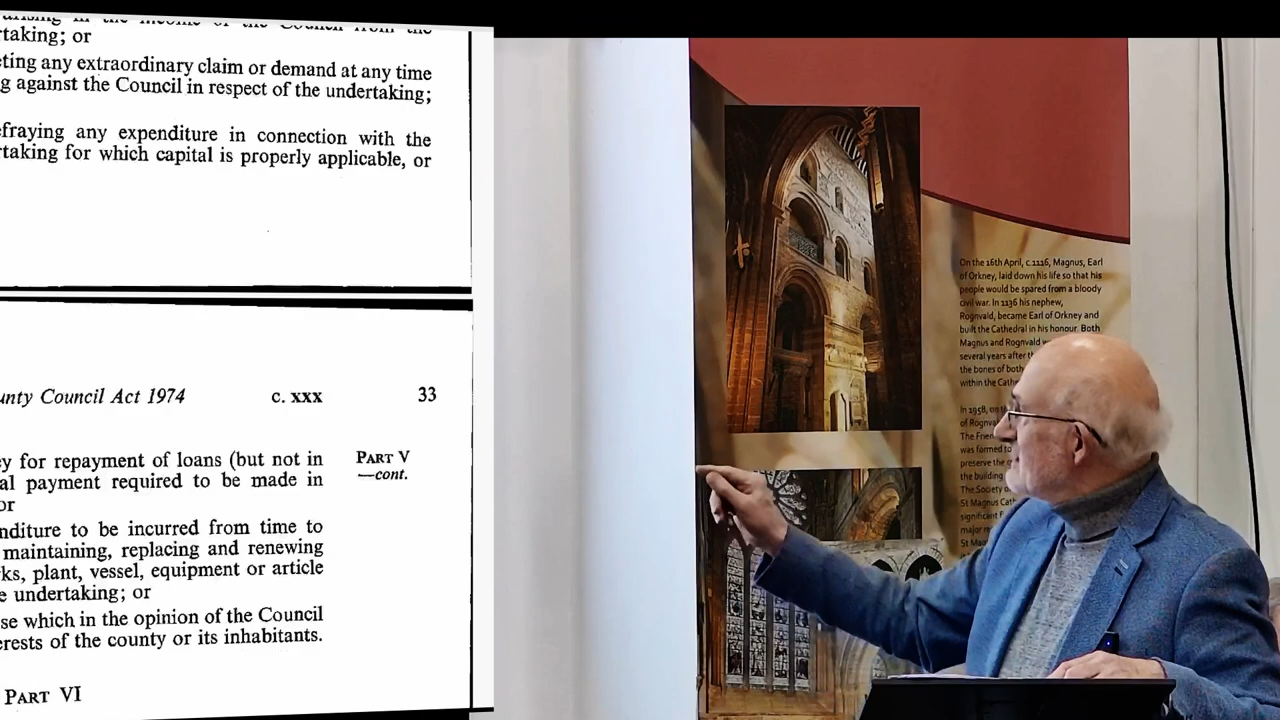 rtaking; or
eting any extraordinary claim or demand at any time
g against the Council in respect of the undertaking;
efraying any expenditure in connection with the
rtaking for which capital is properly applicable, or
unty Council Act 1974 c. xxx 33
ey for repayment of loans (but not in
al payment required to be made in
or
nditure to be incurred from time to
maintaining, replacing and renewing
ks, plant, vessel, equipment or article
e undertaking; or
se which in the opinion of the Council
erests of the county or its inhabitants.
PART V
—cont.
PART VI
On the 16th April, c.1116, Magnus, Earl
of Orkney, laid down his life so that his
people would be spared from a bloody
civil war. In 1136 his nephew,
Rognvald, became Earl of Orkney and
built the Cathedral in his honour. Both
Magnus and Rognvald
several years after
the bones of both
within the
In 1958, on
of
The
was formed to
preserve the
the building
The Society of
St Magnus
significant
major
St